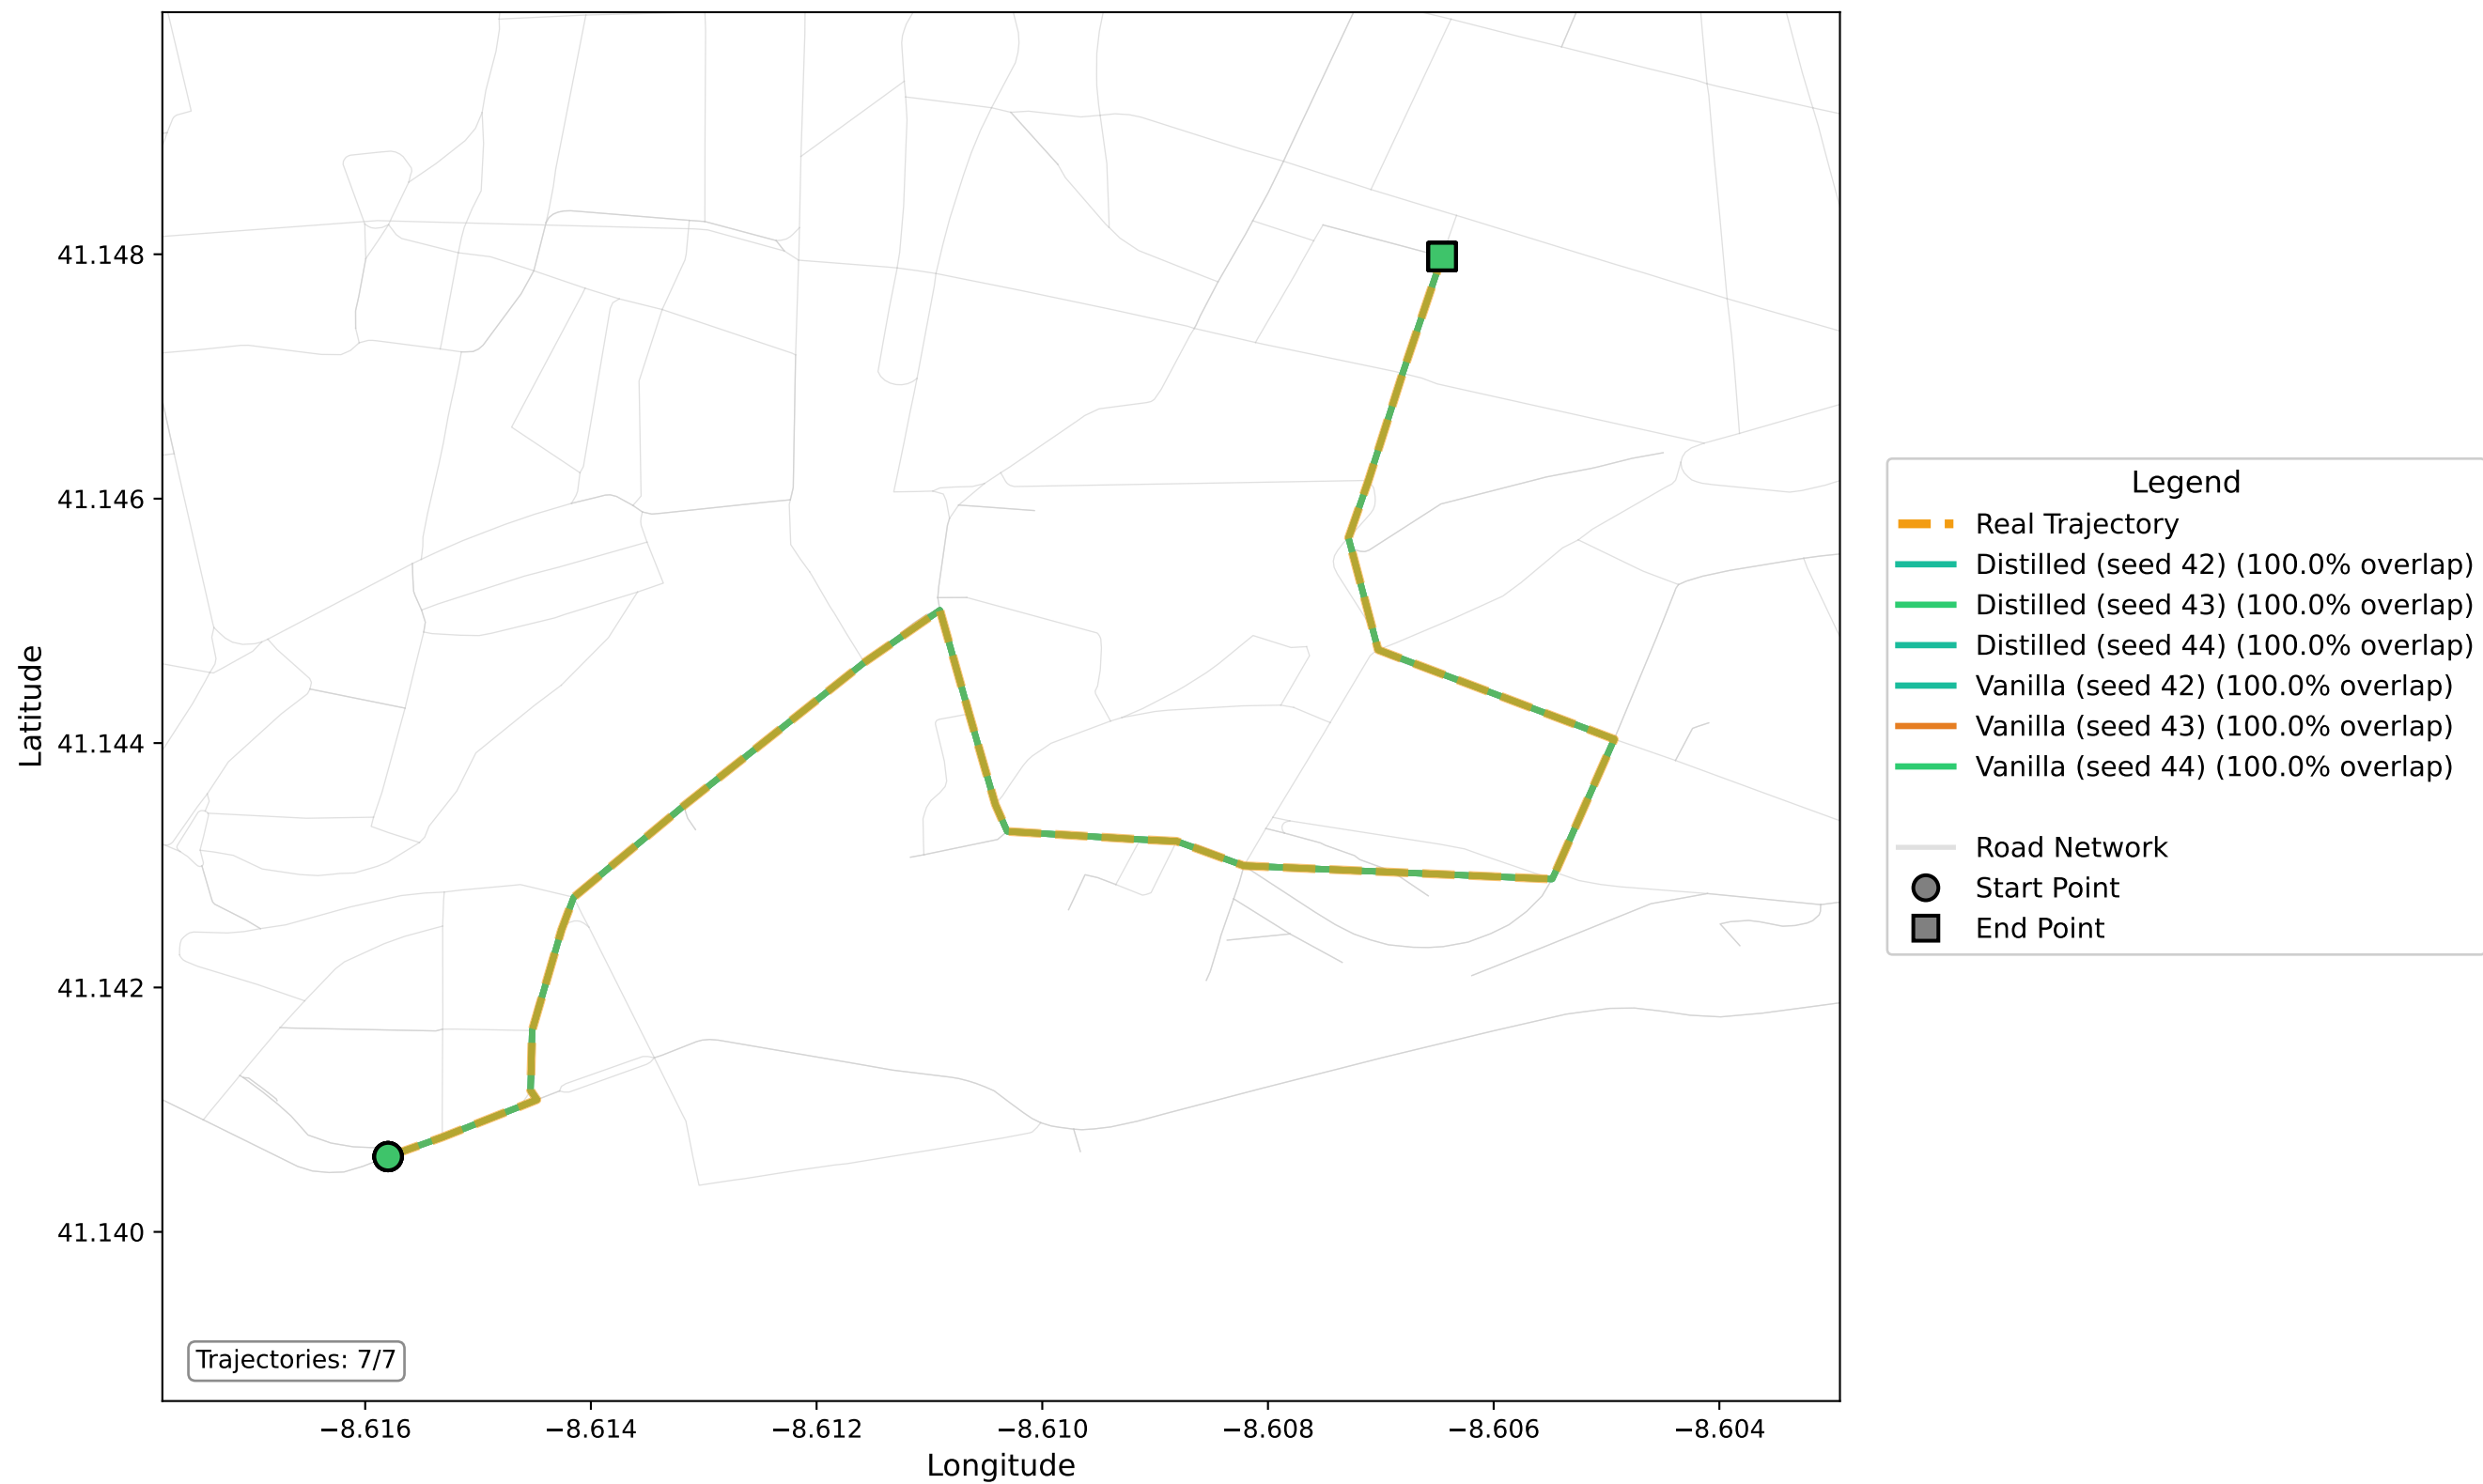 41.148
41.146
41.144
41.142
41.140
Latitude
−8.616
−8.614
−8.612
−8.610
−8.608
−8.606
−8.604
Longitude
Trajectories: 7/7
Legend
Real Trajectory
Distilled (seed 42) (100.0% overlap)
Distilled (seed 43) (100.0% overlap)
Distilled (seed 44) (100.0% overlap)
Vanilla (seed 42) (100.0% overlap)
Vanilla (seed 43) (100.0% overlap)
Vanilla (seed 44) (100.0% overlap)
Road Network
Start Point
End Point